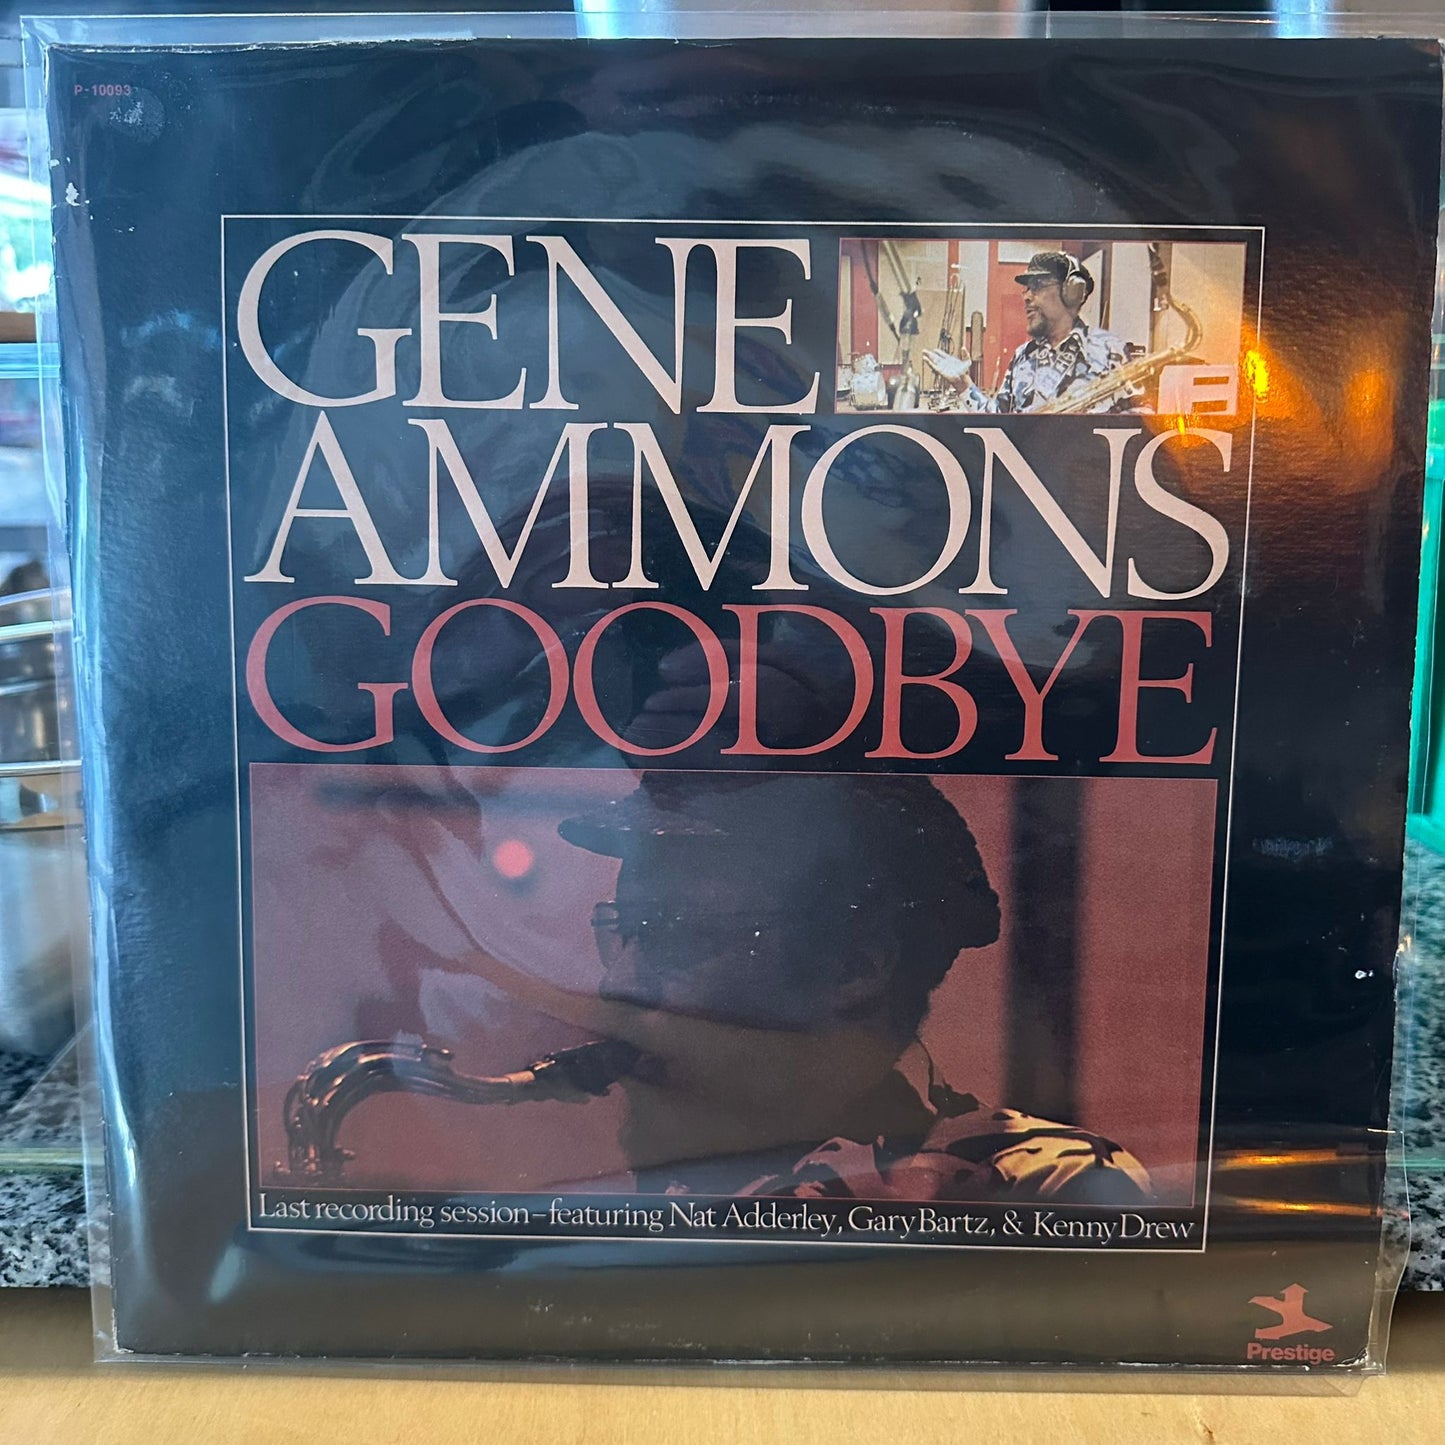 P-10093
GENE
AMMONS
GOODBYE
Last recording session–featuring Nat Adderley, Gary Bartz, & Kenny Drew
Prestige